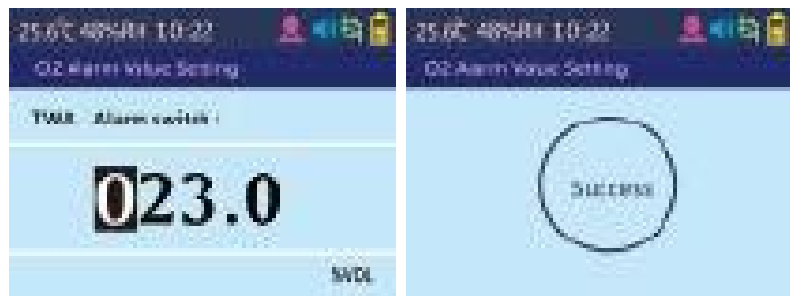 25.6℃ 48%RH 10:22
O2 Alarm Value Setting
TWA Alarm switch :
023.0
%VOL
25.6℃ 48%RH 10:22
O2 Alarm Value Setting
Success